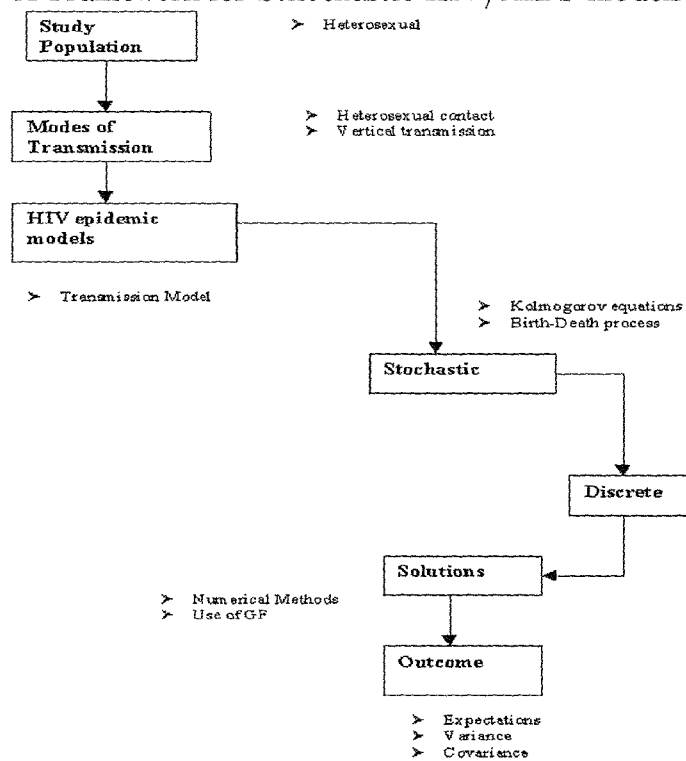 Study
Population
➢ Heterosexual
Modes of
Transmission
➢ Heterosexual contact
➢ Vertical transmission
HIV epidemic
models
➢ Transmission Model
➢ Kolmogorov equations
➢ Birth-Death process
Stochastic
Discrete
Solutions
➢ Numerical Methods
➢ Use of GF
Outcome
➢ Expectations
➢ Variance
➢ Covariance